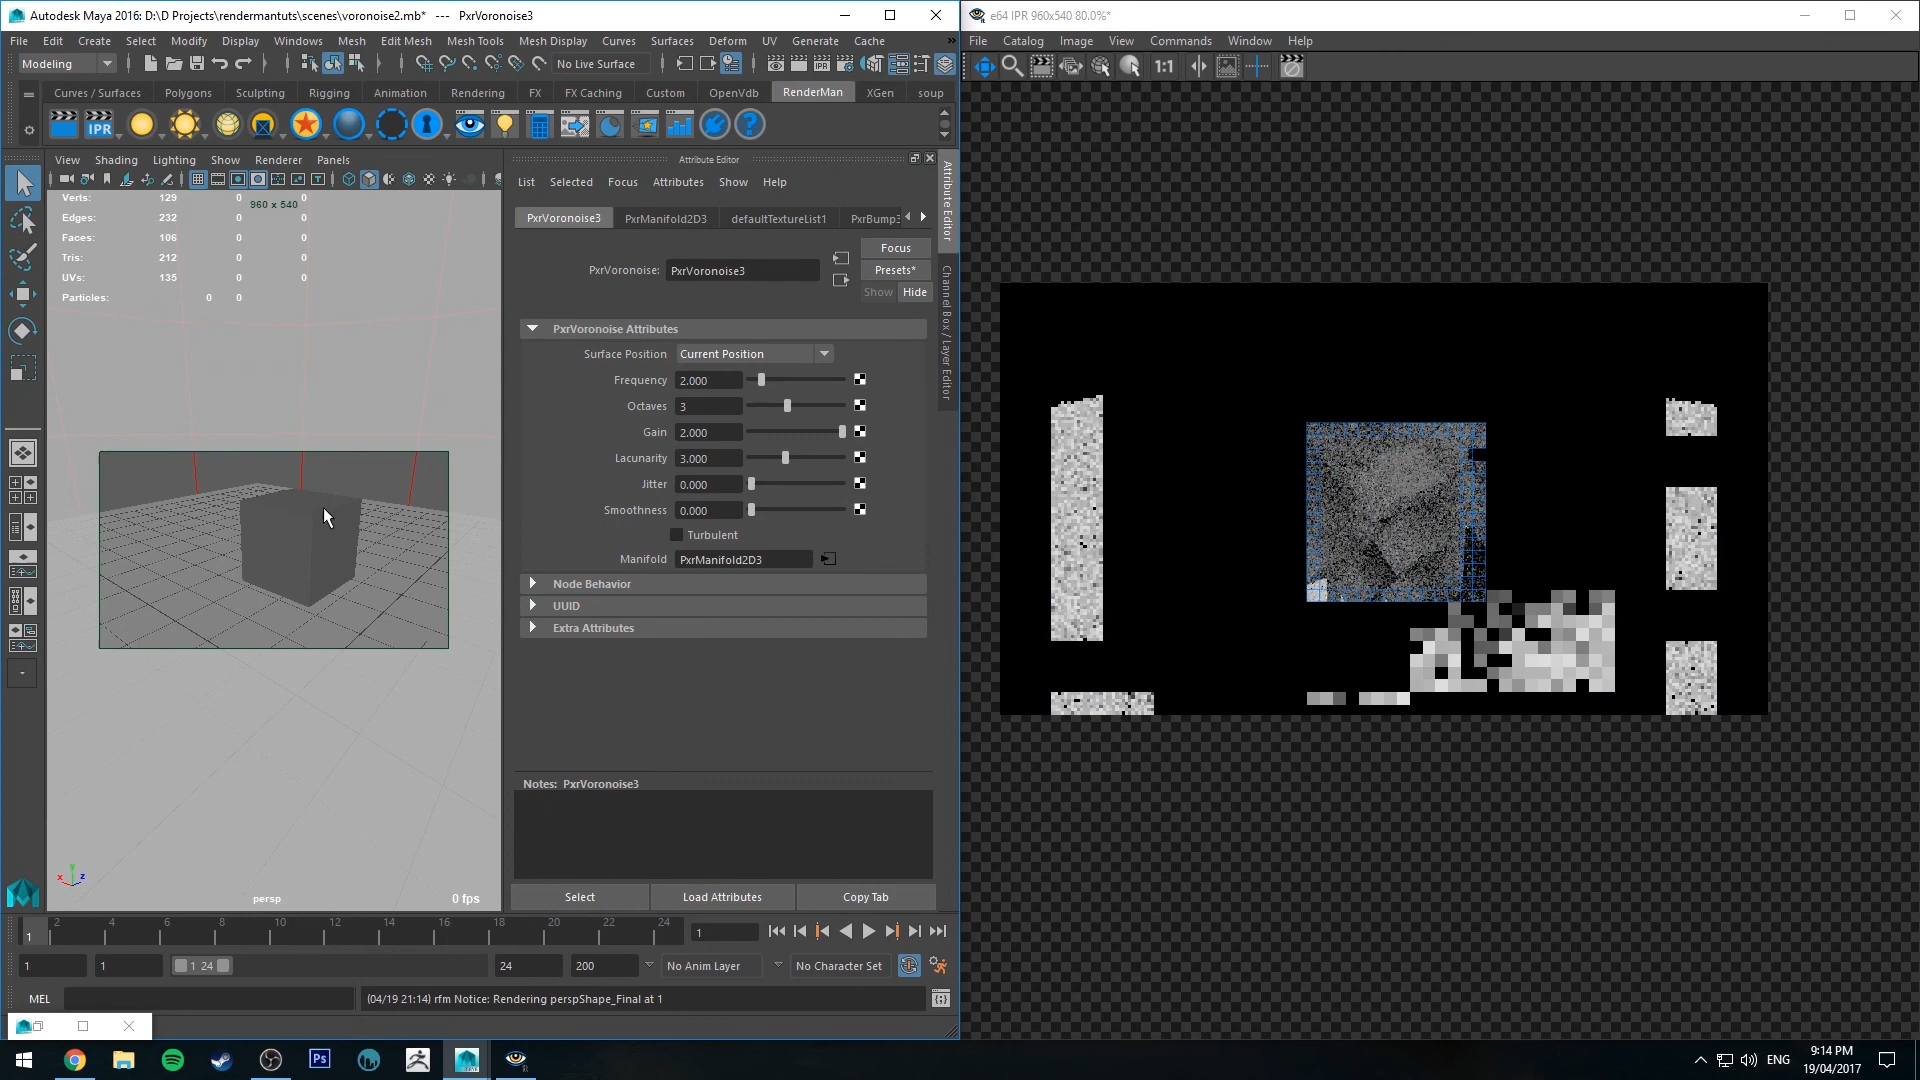 Autodesk Maya 2016: D:\D Projects\rendermantuts\scenes\voronoise2.mb*   ---   PxrVoronoise3
File Edit Create Select Modify Display Windows Mesh Edit Mesh Mesh Tools Mesh Display Curves Surfaces Deform UV Generate Cache
Modeling No Live Surface
Curves / Surfaces Polygons Sculpting Rigging Animation Rendering FX FX Caching Custom OpenVdb RenderMan XGen soup
IPR
View Shading Lighting Show Renderer Panels
Verts: 129 0 0
960 x 540
Edges: 232 0 0
Faces: 106 0 0
Tris: 212 0 0
UVs: 135 0 0
Particles: 0 0
persp
0 fps
Attribute Editor
List Selected Focus Attributes Show Help
PxrVoronoise3 PxrManifold2D3 defaultTextureList1 PxrBump3
Focus
PxrVoronoise: PxrVoronoise3
Presets*
Show Hide
PxrVoronoise Attributes
Surface Position Current Position
Frequency 2.000
Octaves 3
Gain 2.000
Lacunarity 3.000
Jitter 0.000
Smoothness 0.000
Turbulent
Manifold PxrManifold2D3
Node Behavior
UUID
Extra Attributes
Notes: PxrVoronoise3
Select Load Attributes Copy Tab
Attribute Editor
Channel Box / Layer Editor
2 4 6 8 10 12 14 16 18 20 22 24
1 1
1 1 1 24 24 200 No Anim Layer No Character Set
MEL (04/19 21:14) rfm Notice: Rendering perspShape_Final at 1
e64 IPR 960x540 80.0%*
File Catalog Image View Commands Window Help
1:1
Ps
ENG
9:14 PM
19/04/2017